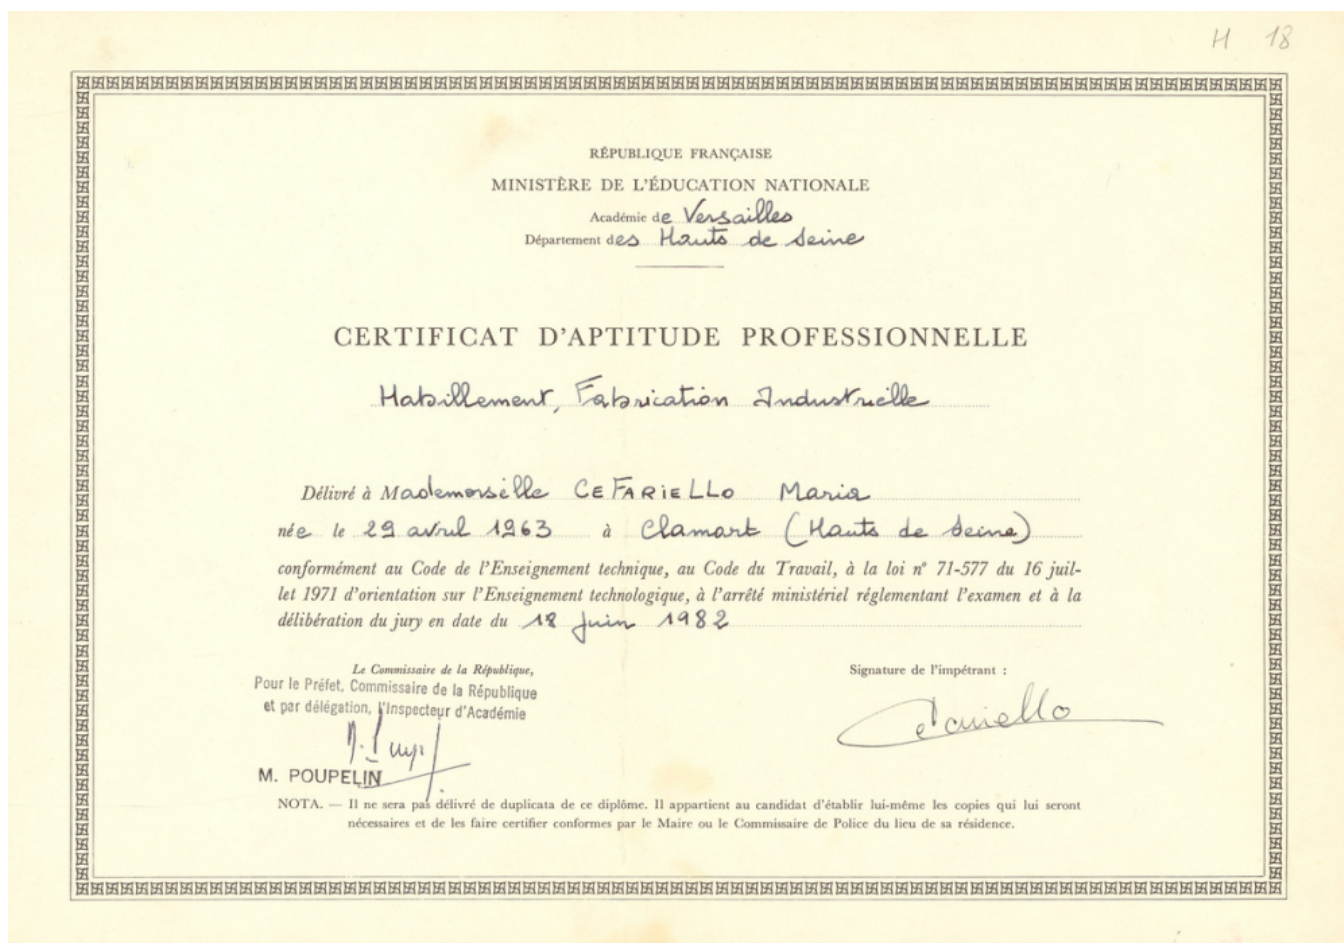 H 18
RÉPUBLIQUE FRANÇAISE
MINISTÈRE DE L'ÉDUCATION NATIONALE
Académie de Versailles
Département des Hauts de Seine
CERTIFICAT D'APTITUDE PROFESSIONNELLE
Habillement, Fabrication Industrielle
Délivré à Mademoiselle CEFARIELLO Maria
née le 29 avril 1963 à Clamart (Hauts de Seine)
conformément au Code de l'Enseignement technique, au Code du Travail, à la loi n° 71-577 du 16 juil-
let 1971 d'orientation sur l'Enseignement technologique, à l'arrêté ministériel réglementant l'examen et à la
délibération du jury en date du 18 Juin 1982
Le Commissaire de la République,
Signature de l'impétrant :
Pour le Préfet, Commissaire de la République
et par délégation, l'Inspecteur d'Académie
M. POUPELIN
NOTA. — Il ne sera pas délivré de duplicata de ce diplôme. Il appartient au candidat d'établir lui-même les copies qui lui seront
nécessaires et de les faire certifier conformes par le Maire ou le Commissaire de Police du lieu de sa résidence.